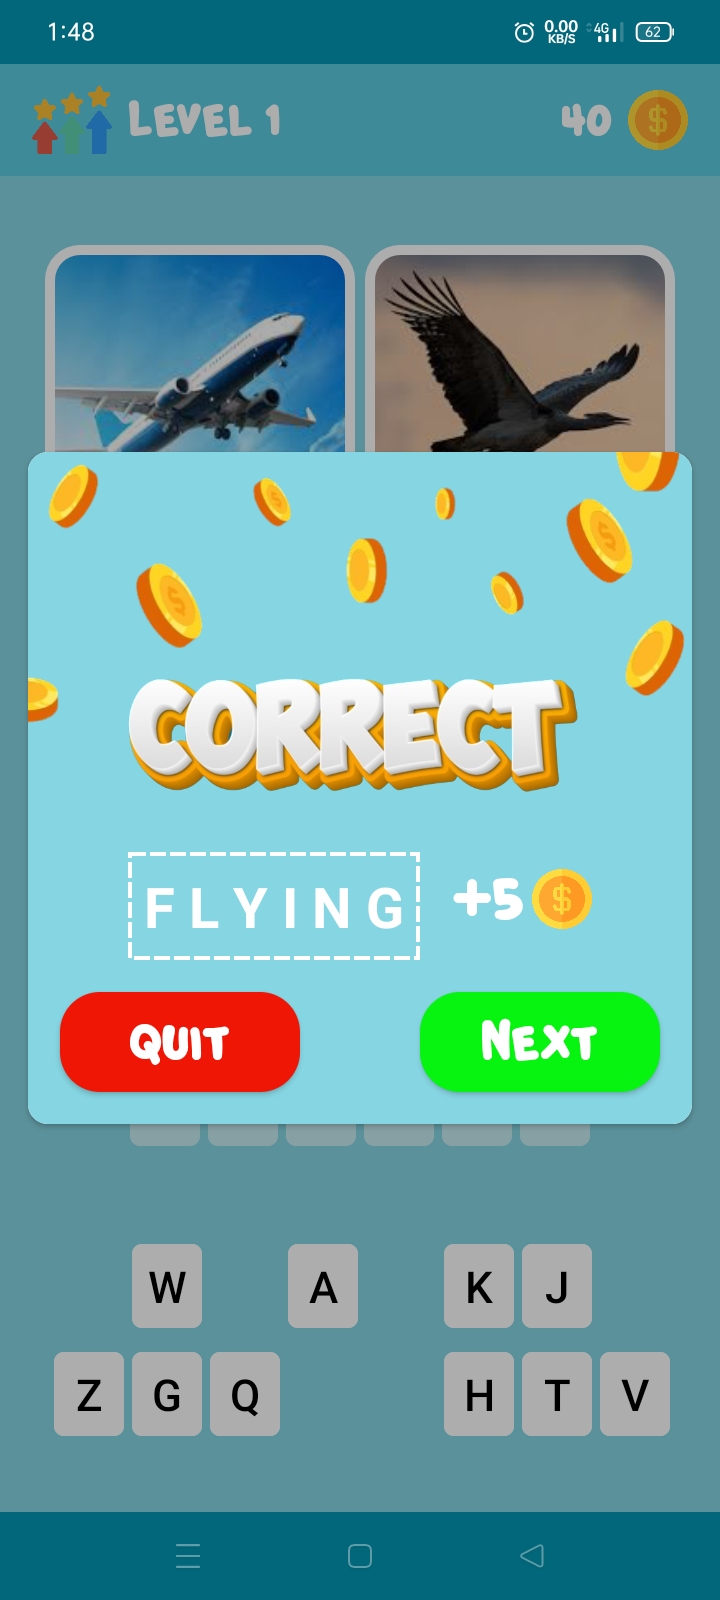 1:48 0.00 KB/S 4G 62
LEVEL 1 40 $
CORRECT
FLYING +5 $
QUIT NEXT
W A K J
Z G Q H T V